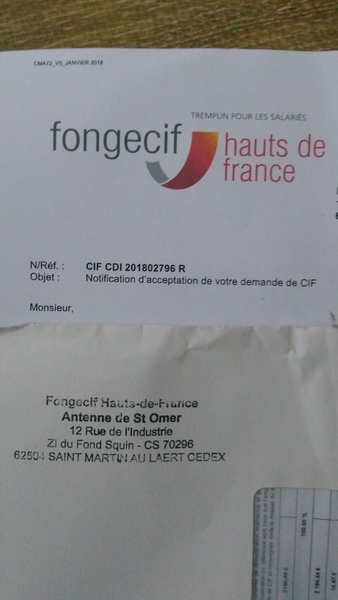 CMA72_V5_JANVIER 2018
TREMPLIN POUR LES SALARIÉS
fongecif hauts de
france
N/Réf. : CIF CDI 201802796 R
Objet : Notification d'acceptation de votre demande de CIF
Monsieur,
Fongecif Hauts-de-France
Antenne de St Omer
12 Rue de l'Industrie
ZI du Fond Squin - CS 70296
62504 SAINT MARTIN AU LAERT CEDEX